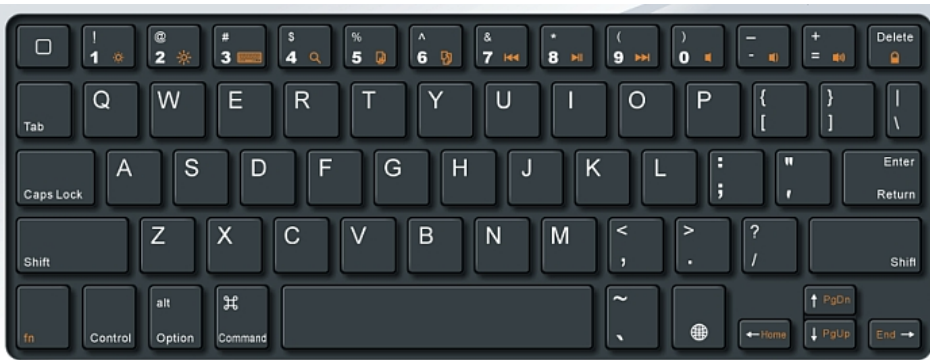 ! @ # $ % ^ & * ( ) – + Delete
1 2 3 4 5 6 7 8 9 0 - =
Tab Q W E R T Y U I O P { } |
[ ] \
Caps Lock A S D F G H J K L : " Enter
; ' Return
Shift Z X C V B N M < > ? Shift
, . /
alt ⌘ ~ ↑ PgDn
fn Control Option Command ` ←Home ↓ PgUp End →